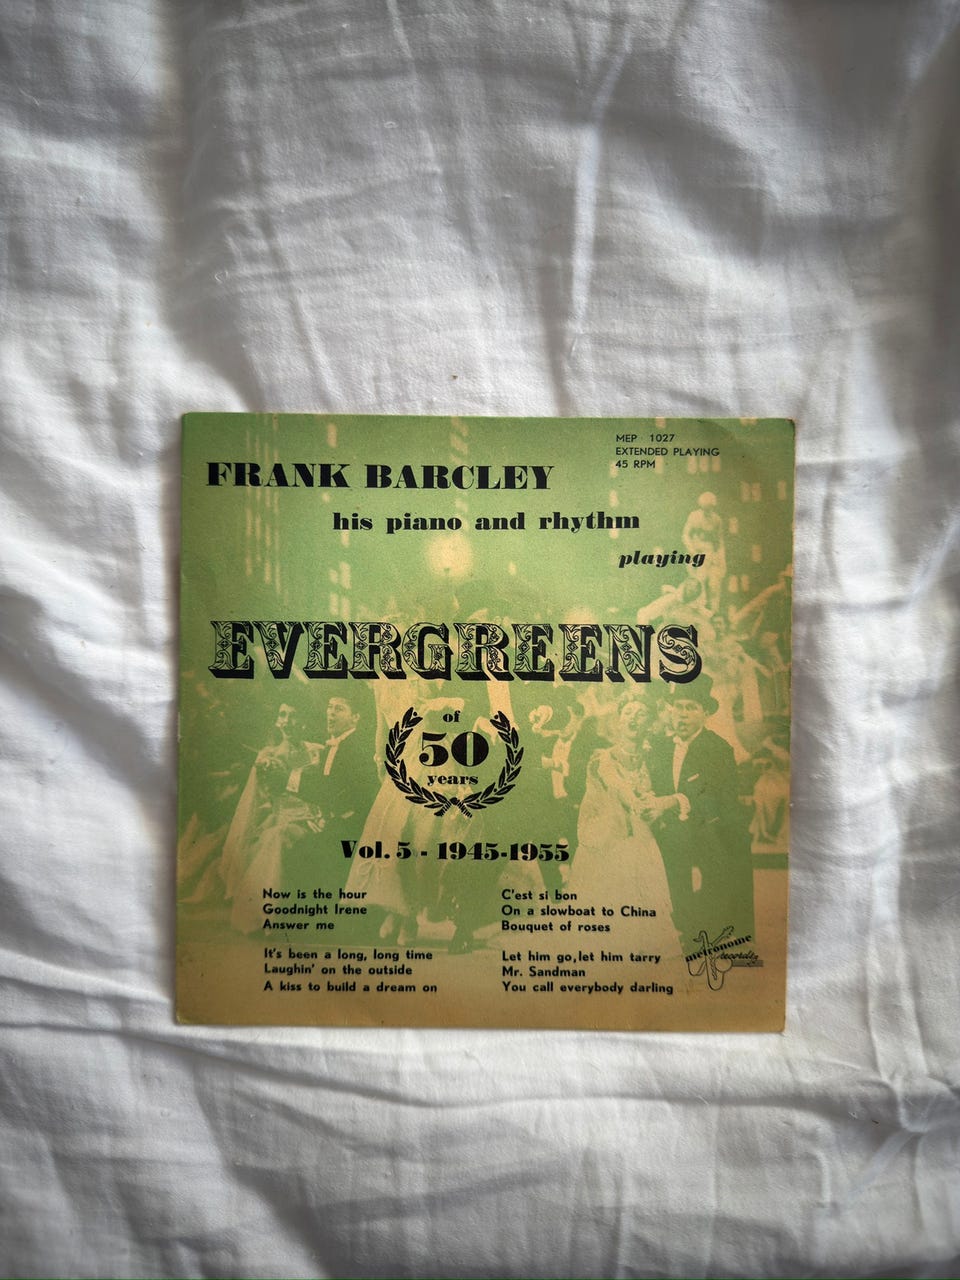 MEP 1027
EXTENDED PLAYING
45 RPM
FRANK BARCLEY
his piano and rhythm
playing
EVERGREENS
of
50
years
Vol. 5 - 1945-1955
Now is the hour
Goodnight Irene
Answer me
It's been a long, long time
Laughin' on the outside
A kiss to build a dream on
C'est si bon
On a slowboat to China
Bouquet of roses
Let him go, let him tarry
Mr. Sandman
You call everybody darling
metronome
records